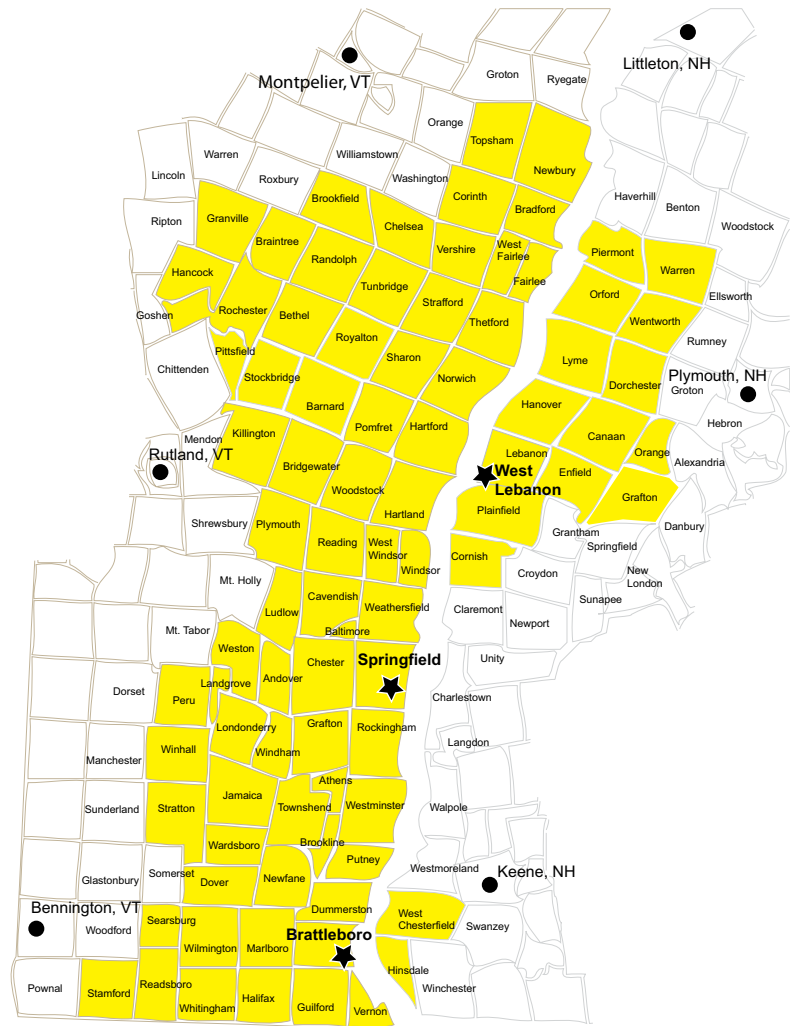 Littleton, NH
Montpelier, VT
Groton
Ryegate
Orange
Topsham
Warren
Williamstown
Newbury
Lincoln
Roxbury
Washington
Brookfield
Corinth
Haverhill
Benton
Ripton
Granville
Chelsea
Bradford
Woodstock
Braintree
Vershire
West
Fairlee
Piermont
Randolph
Warren
Hancock
Fairlee
Tunbridge
Orford
Ellsworth
Strafford
Goshen
Rochester
Bethel
Thetford
Wentworth
Royalton
Rumney
Pittsfield
Sharon
Lyme
Chittenden
Stockbridge
Norwich
Dorchester
Plymouth, NH
Groton
Barnard
Hanover
Pomfret
Hartford
Hebron
Mendon
Killington
Canaan
Rutland, VT
Lebanon
Orange
Bridgewater
West
Lebanon
Enfield
Alexandria
Woodstock
Grafton
Hartland
Plainfield
Shrewsbury
Plymouth
Danbury
Reading
West
Windsor
Grantham
Springfield
Cornish
Windsor
Mt. Holly
Croydon
New
London
Cavendish
Sunapee
Ludlow
Weathersfield
Claremont
Mt. Tabor
Baltimore
Newport
Weston
Springfield
Unity
Chester
Andover
Landgrove
Dorset
Peru
Charlestown
Londonderry
Grafton
Rockingham
Winhall
Windham
Langdon
Manchester
Athens
Jamaica
Sunderland
Stratton
Townshend
Westminster
Walpole
Wardsboro
Brookline
Putney
Glastonbury
Somerset
Westmoreland
Keene, NH
Dover
Newfane
Bennington, VT
Dummerston
West
Chesterfield
Woodford
Searsburg
Swanzey
Brattleboro
Wilmington
Marlboro
Hinsdale
Pownal
Stamford
Readsboro
Winchester
Whitingham
Halifax
Guilford
Vernon